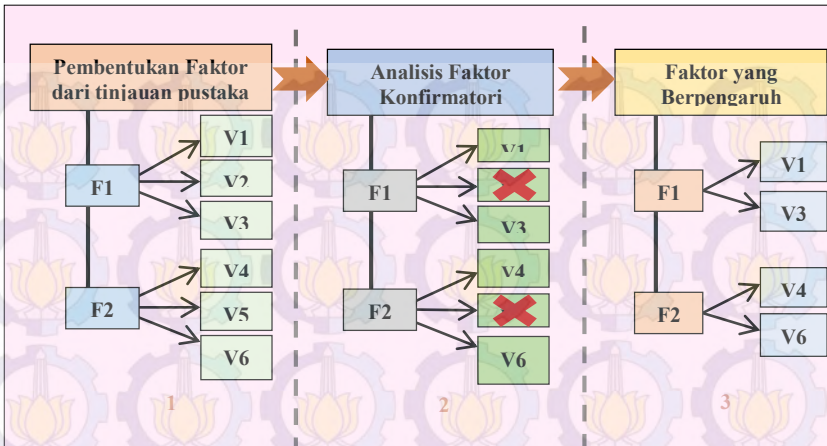 Pembentukan Faktor
dari tinjauan pustaka
F1
V1
V2
V3
F2
V4
V5
V6
1
Analisis Faktor
Konfirmatori
F1
V1
V3
F2
V4
V6
2
Faktor yang
Berpengaruh
F1
V1
V3
F2
V4
V6
3